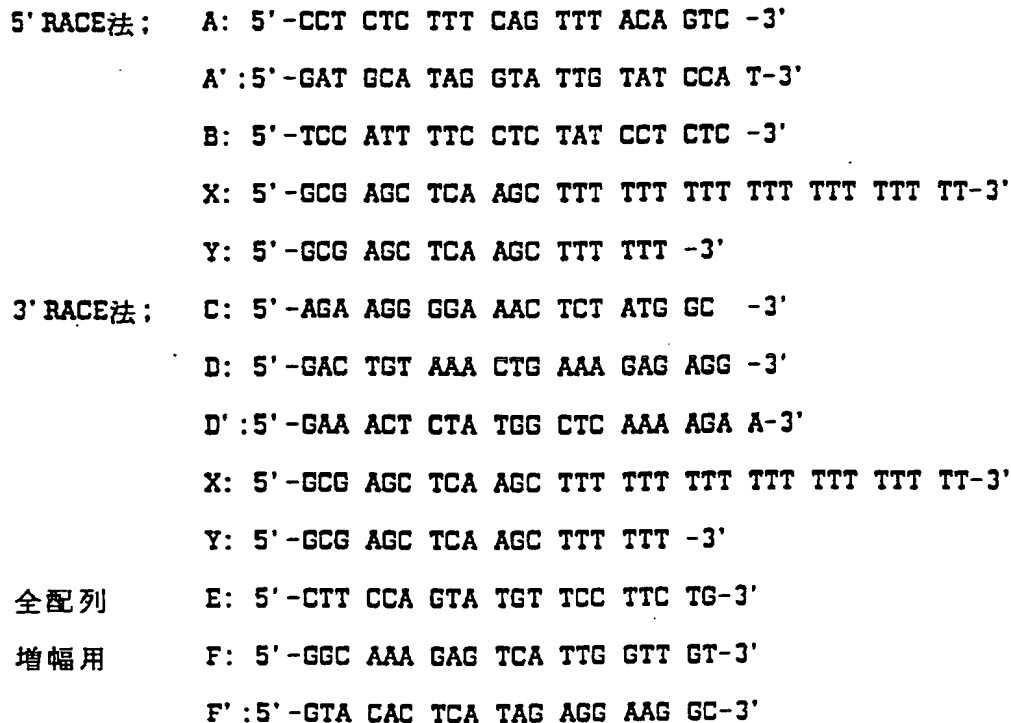 5' RACE法; A: 5'-CCT CTC TTT CAG TTT ACA GTC -3'
A':5'-GAT GCA TAG GTA TTG TAT CCA T-3'
B: 5'-TCC ATT TTC CTC TAT CCT CTC -3'
X: 5'-GCG AGC TCA AGC TTT TTT TTT TTT TTT TTT TT-3'
Y: 5'-GCG AGC TCA AGC TTT TTT -3'
3' RACE法; C: 5'-AGA AGG GGA AAC TCT ATG GC -3'
D: 5'-GAC TGT AAA CTG AAA GAG AGG -3'
D':5'-GAA ACT CTA TGG CTC AAA AGA A-3'
X: 5'-GCG AGC TCA AGC TTT TTT TTT TTT TTT TTT TT-3'
Y: 5'-GCG AGC TCA AGC TTT TTT -3'
全配列 E: 5'-CTT CCA GTA TGT TCC TTC TG-3'
増幅用 F: 5'-GGC AAA GAG TCA TTG GTT GT-3'
F':5'-GTA CAC TCA TAG AGG AAG GC-3'